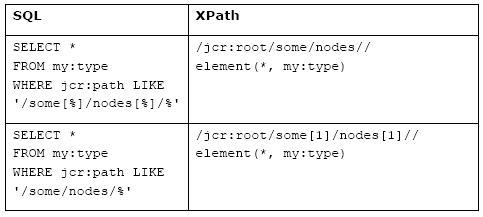 SQL
XPath
SELECT *
FROM my:type
WHERE jcr:path LIKE
'/some[%]/nodes[%]/%'
/jcr:root/some/nodes//
element(*, my:type)
SELECT *
FROM my:type
WHERE jcr:path LIKE
'/some/nodes/%'
/jcr:root/some[1]/nodes[1]//
element(*, my:type)